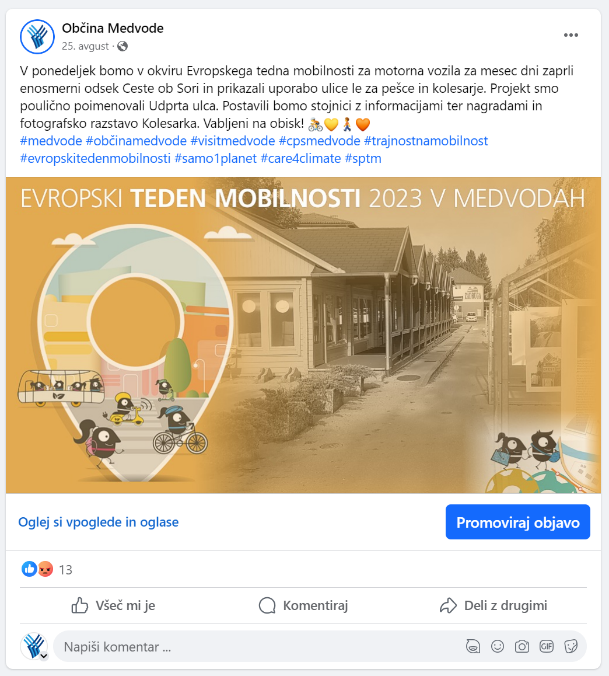 Občina Medvode
25. avgust ·
V ponedeljek bomo v okviru Evropskega tedna mobilnosti za motorna vozila za mesec dni zaprli
enosmerni odsek Ceste ob Sori in prikazali uporabo ulice le za pešce in kolesarje. Projekt smo
poulično poimenovali Udprta ulca. Postavili bomo stojnici z informacijami ter nagradami in
fotografsko razstavo Kolesarka. Vabljeni na obisk! 🚴💛🚶🧡
#medvode #občinamedvode #visitmedvode #cpsmedvode #trajnostnamobilnost
#evropskitedenmobilnosti #samo1planet #care4climate #sptm
EVROPSKI TEDEN MOBILNOSTI 2023 V MEDVODAH
Oglej si vpoglede in oglase
Promoviraj objavo
13
Všeč mi je
Komentiraj
Deli z drugimi
Napiši komentar ...
GIF